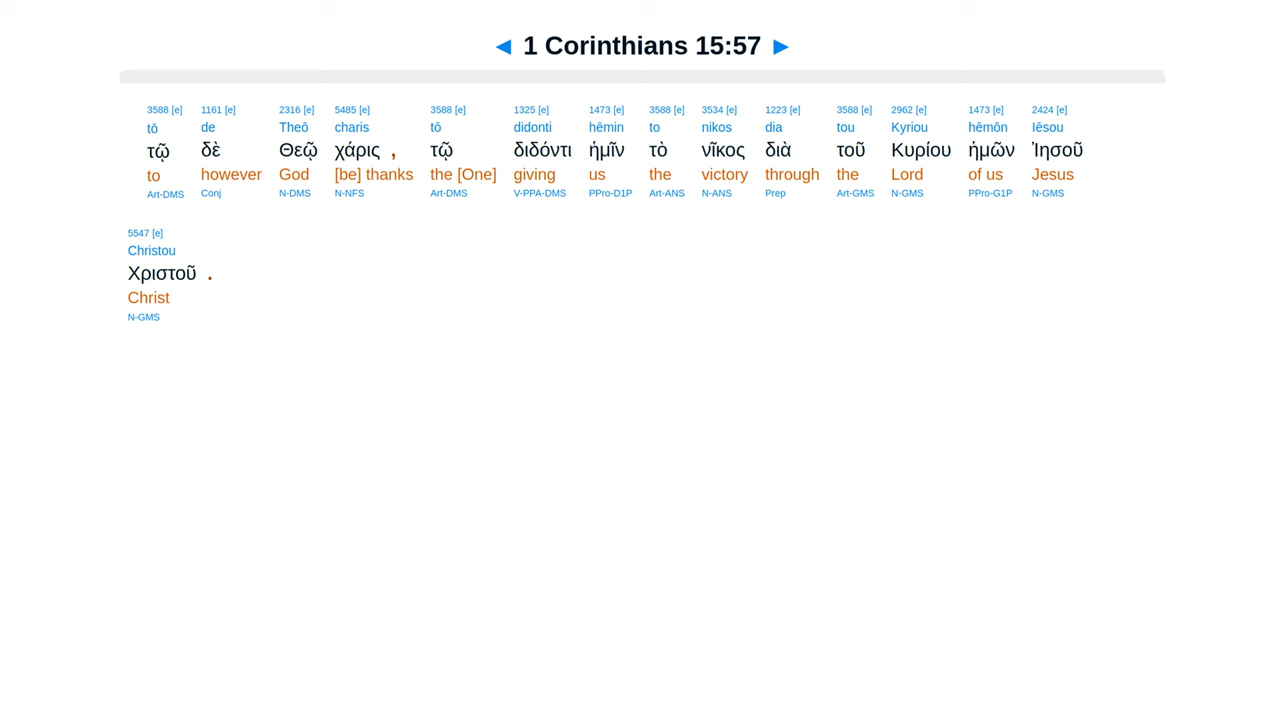 ◄ 1 Corinthians 15:57 ►
3588 [e] 1161 [e] 2316 [e] 5485 [e] 3588 [e] 1325 [e] 1473 [e] 3588 [e] 3534 [e] 1223 [e] 3588 [e] 2962 [e] 1473 [e] 2424 [e]
tō de Theō charis tō didonti hēmin to nikos dia tou Kyriou hēmōn Iēsou
τῷ δὲ Θεῷ χάρις , τῷ διδόντι ἡμῖν τὸ νῖκος διὰ τοῦ Κυρίου ἡμῶν Ἰησοῦ
to however God [be] thanks the [One] giving us the victory through the Lord of us Jesus
Art-DMS Conj N-DMS N-NFS Art-DMS V-PPA-DMS PPro-D1P Art-ANS N-ANS Prep Art-GMS N-GMS PPro-G1P N-GMS
5547 [e]
Christou
Χριστοῦ .
Christ
N-GMS